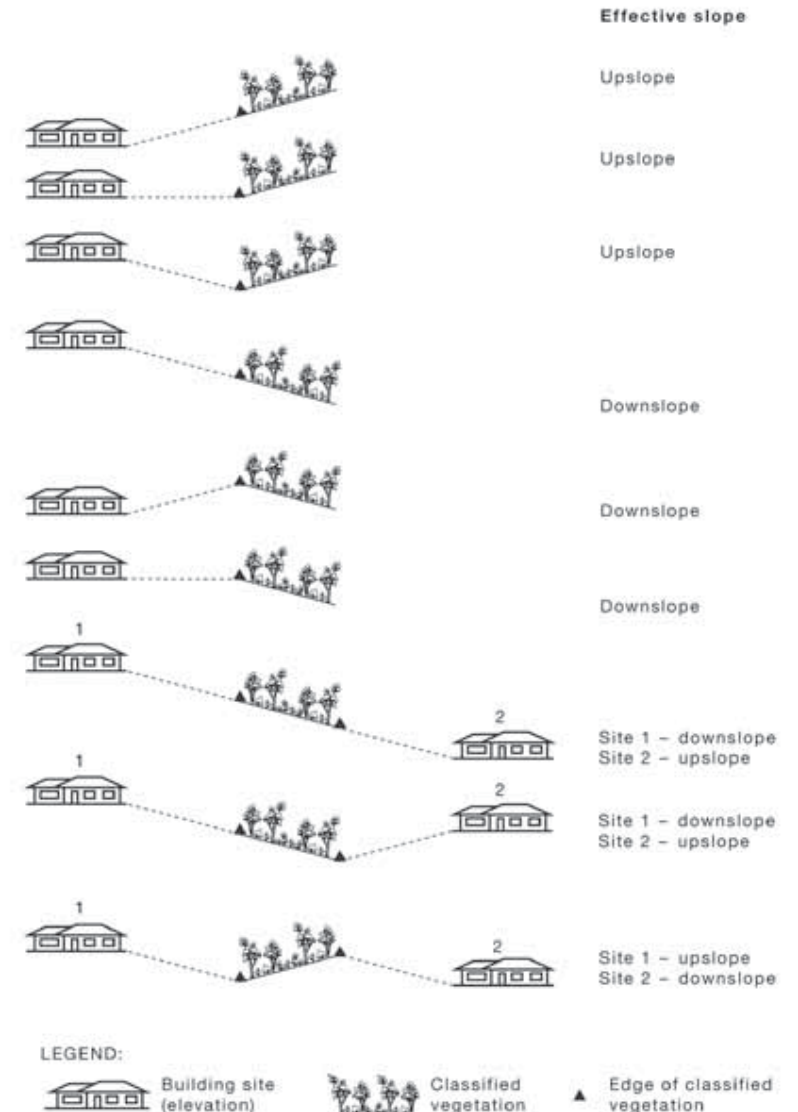 Effective slope
Upslope
Upslope
Upslope
Downslope
Downslope
Downslope
1
2
Site 1 – downslope
Site 2 – upslope
1
2
Site 1 – downslope
Site 2 – upslope
1
2
Site 1 – upslope
Site 2 – downslope
LEGEND:
Building site
(elevation)
Classified
vegetation
Edge of classified
vegetation